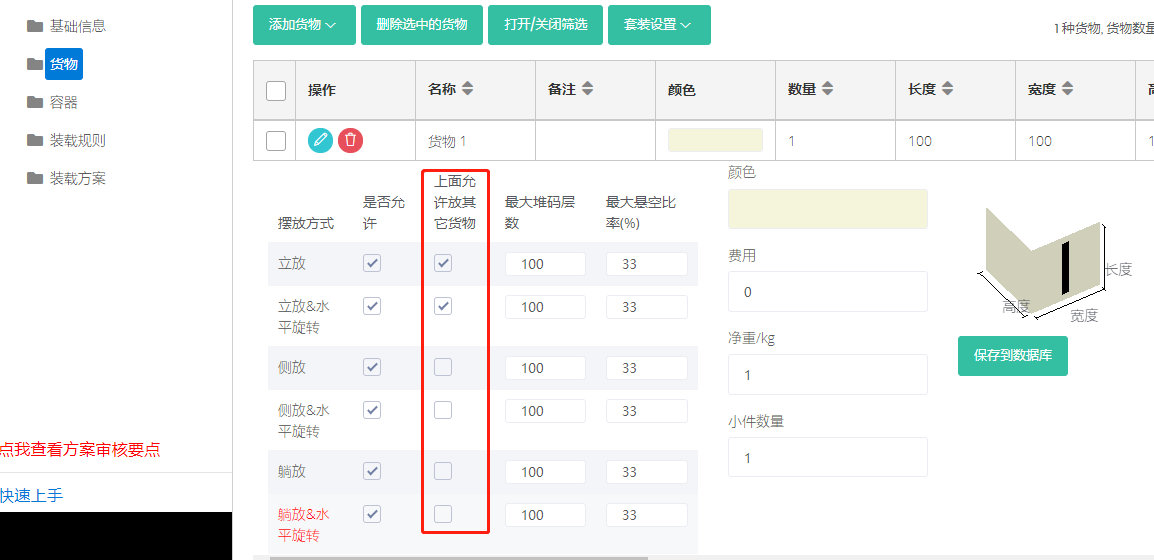 基础信息
货物
容器
装载规则
装载方案
点我查看方案审核要点
快速上手
添加货物
删除选中的货物
打开/关闭筛选
套装设置
1种货物, 货物数量
操作
名称
备注
颜色
数量
长度
宽度
货物 1
1
100
100
摆放方式
是否允
许
上面允
许放其
它货物
最大堆码层
数
最大悬空比
率(%)
立放
100
33
立放&水
平旋转
100
33
侧放
100
33
侧放&水
平旋转
100
33
躺放
100
33
躺放&水
平旋转
100
33
颜色
费用
0
净重/kg
1
小件数量
1
长度
高度
宽度
保存到数据库